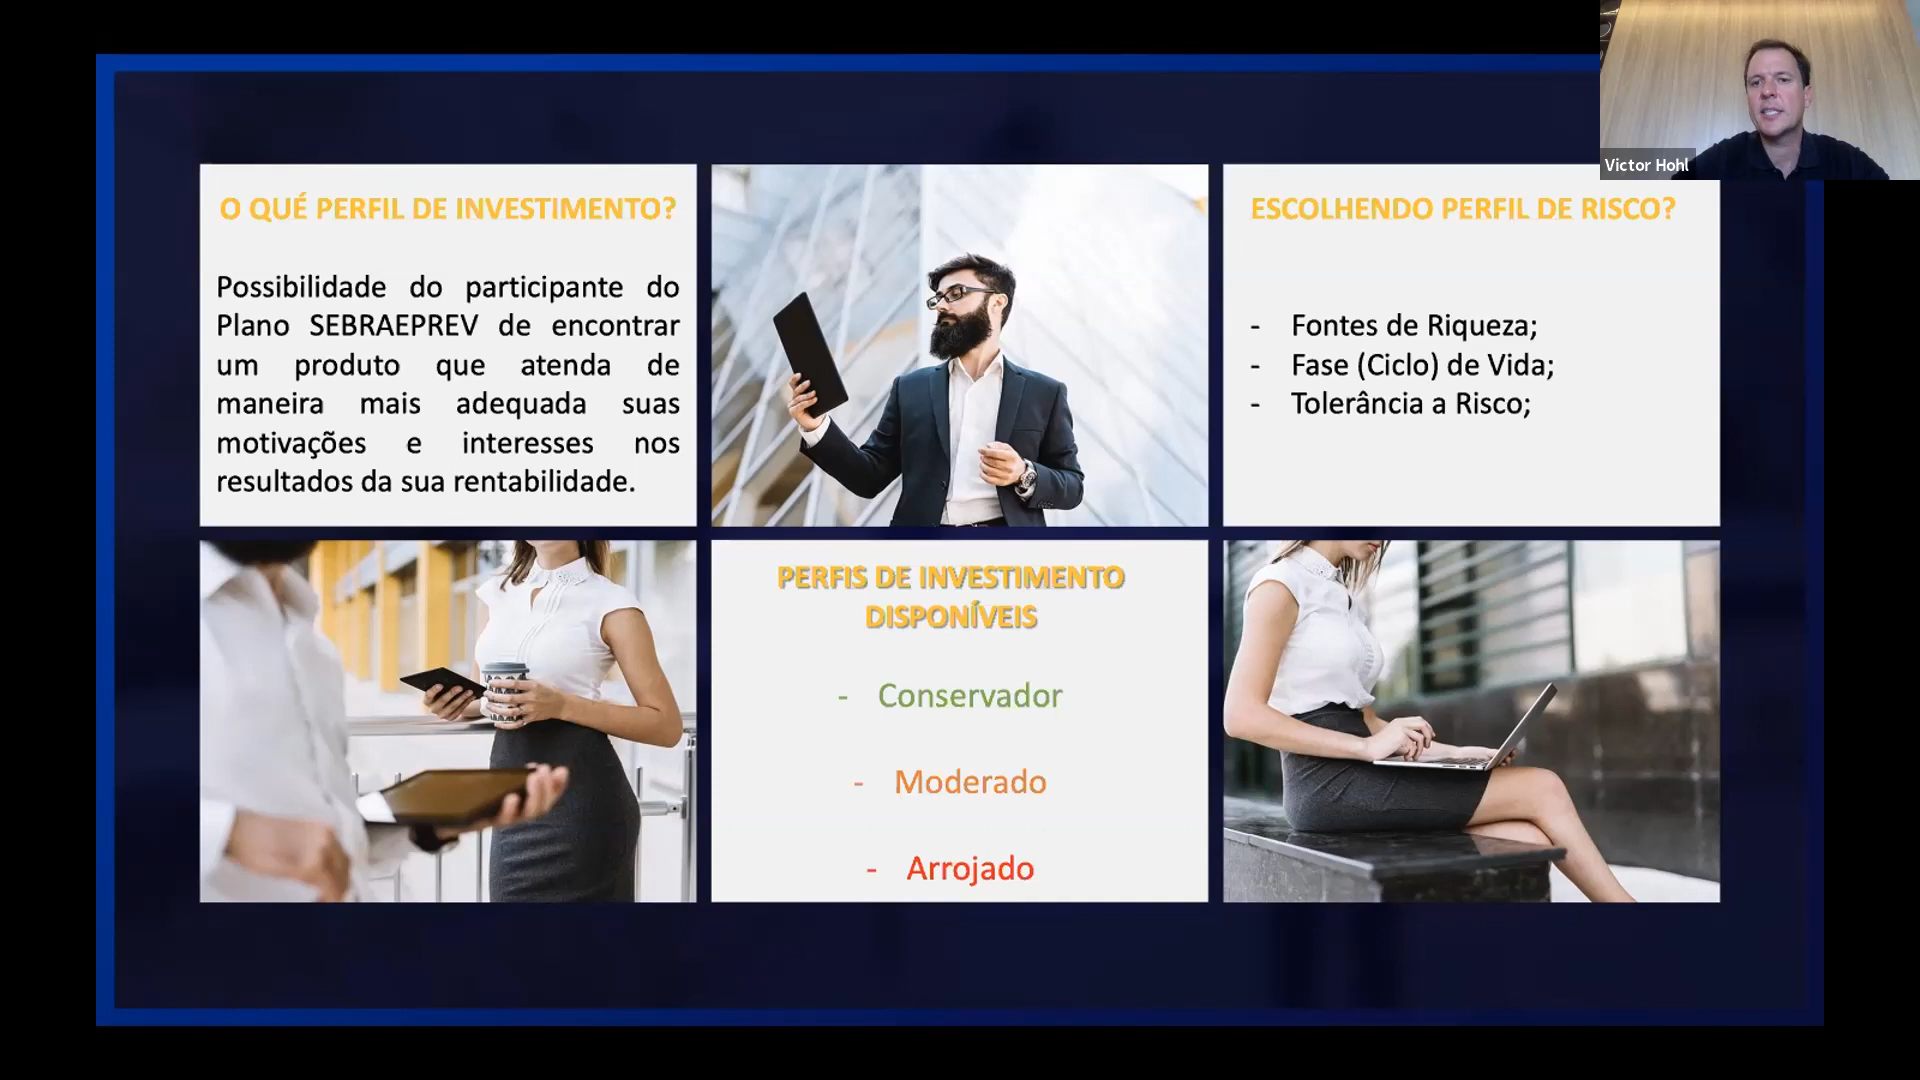 Victor Hohl
O QUÉ PERFIL DE INVESTIMENTO?
Possibilidade do participante do
Plano SEBRAEPREV de encontrar
um produto que atenda de
maneira mais adequada suas
motivações e interesses nos
resultados da sua rentabilidade.
ESCOLHENDO PERFIL DE RISCO?
- Fontes de Riqueza;
- Fase (Ciclo) de Vida;
- Tolerância a Risco;
PERFIS DE INVESTIMENTO
DISPONÍVEIS
- Conservador
- Moderado
- Arrojado